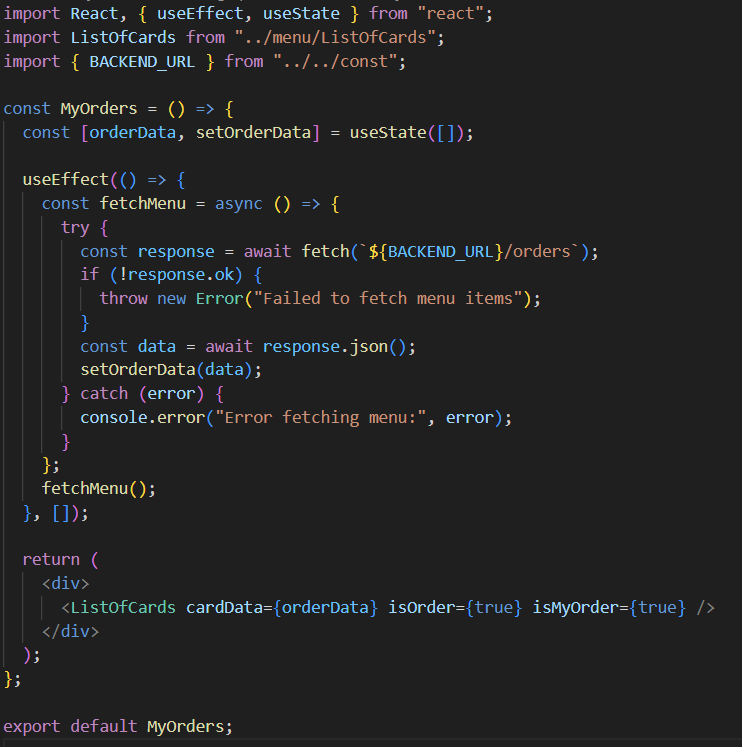 import React, { useEffect, useState } from "react";
import ListOfCards from "../menu/ListOfCards";
import { BACKEND_URL } from "../../const";

const MyOrders = () => {
  const [orderData, setOrderData] = useState([]);

  useEffect(() => {
    const fetchMenu = async () => {
      try {
        const response = await fetch(`${BACKEND_URL}/orders`);
        if (!response.ok) {
          throw new Error("Failed to fetch menu items");
        }
        const data = await response.json();
        setOrderData(data);
      } catch (error) {
        console.error("Error fetching menu:", error);
      }
    };
    fetchMenu();
  }, []);

  return (
    <div>
      <ListOfCards cardData={orderData} isOrder={true} isMyOrder={true} />
    </div>
  );
};

export default MyOrders;